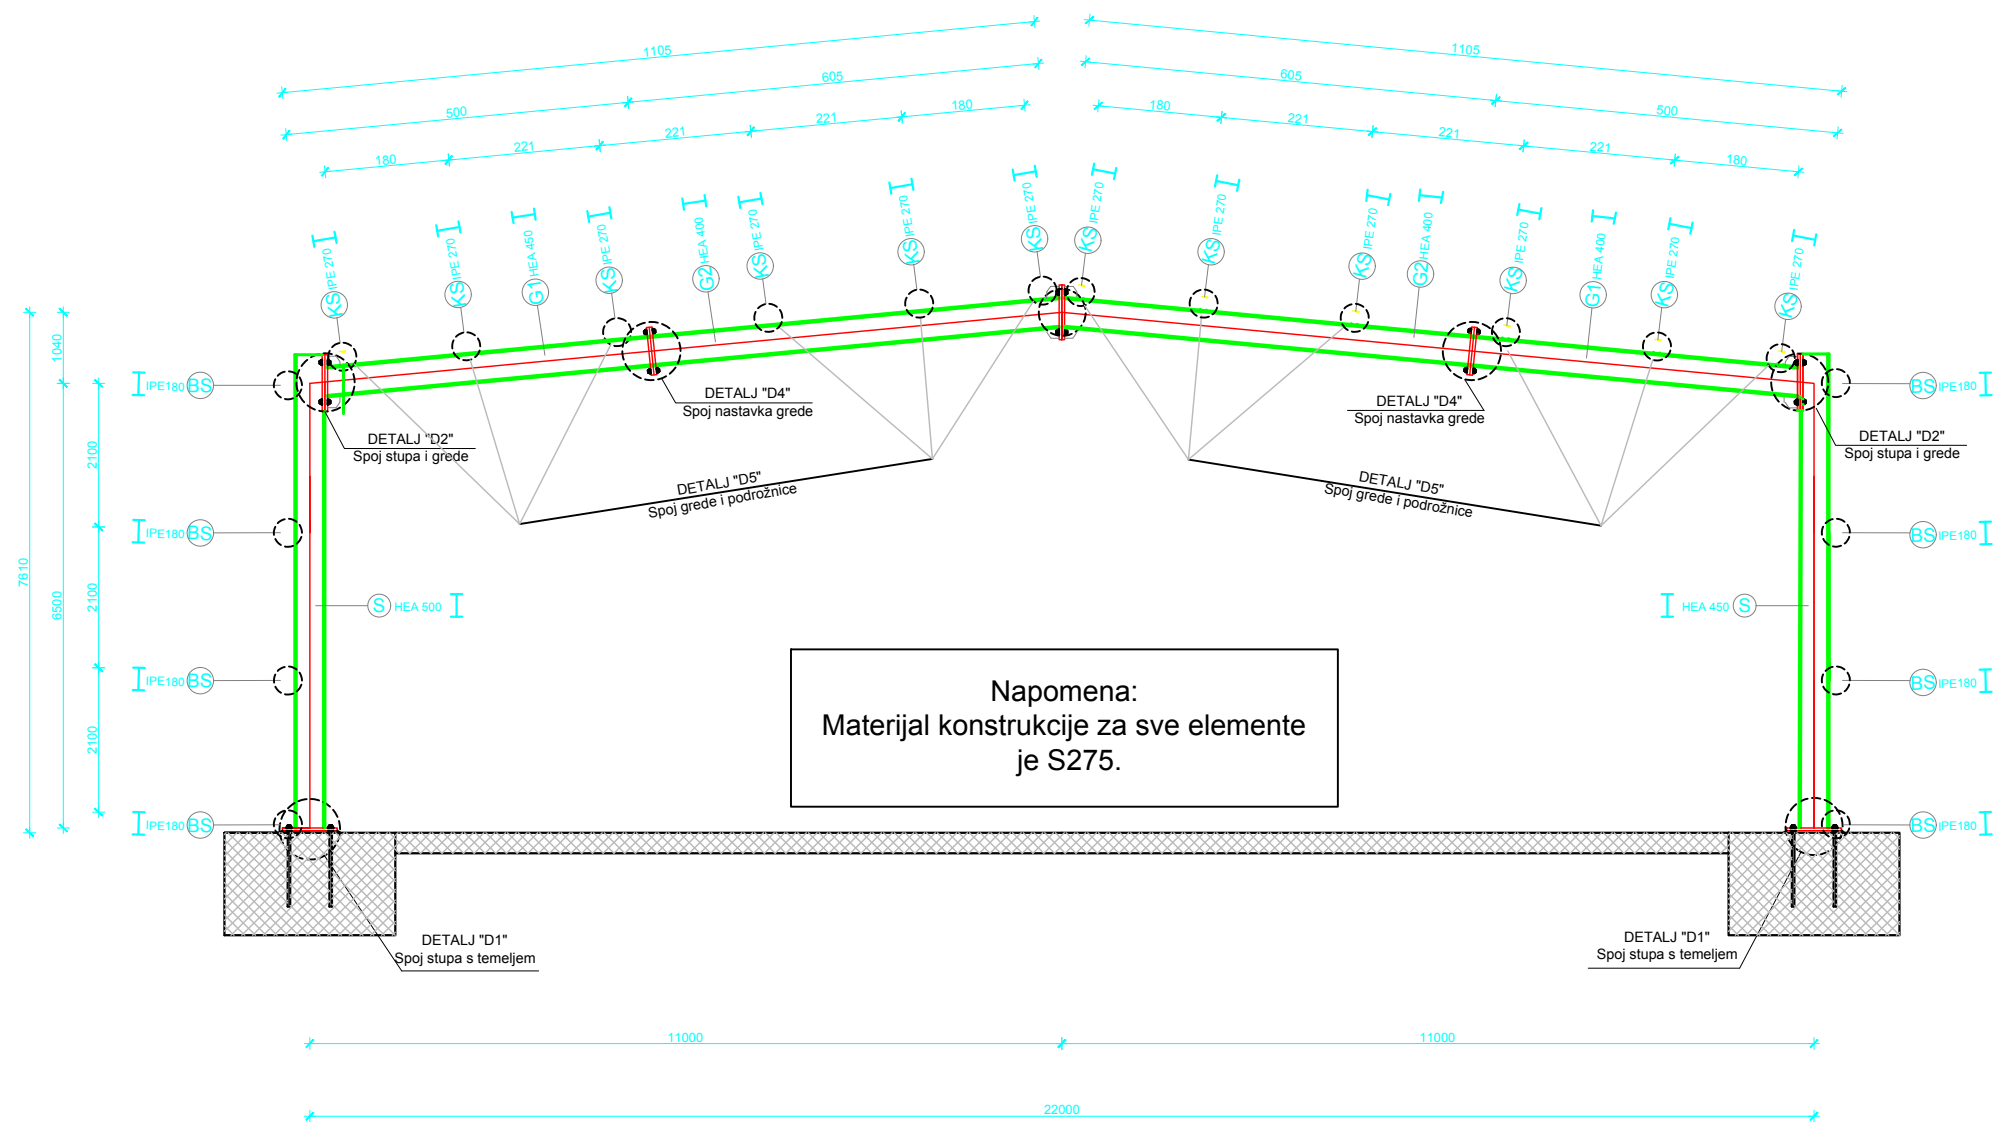 1105
1105
605
605
500
500
221
221
180
180
221
221
180
221
221
180
KS IPE 270
KS IPE 270
G1 HEA 450
KS IPE 270
G2 HEA 400
KS IPE 270
KS IPE 270
KS IPE 270
KS IPE 270
KS IPE 270
KS IPE 270
G2 HEA 400
KS IPE 270
G1 HEA 400
KS IPE 270
KS IPE 270
7610
1040
6500
2100
2100
2100
IPE180 BS
IPE180 BS
IPE180 BS
IPE180 BS
BS IPE180
BS IPE180
BS IPE180
BS IPE180
DETALJ "D2"
Spoj stupa i grede
DETALJ "D4"
Spoj nastavka grede
DETALJ "D4"
Spoj nastavka grede
DETALJ "D2"
Spoj stupa i grede
DETALJ "D5"
Spoj grede i podrožnice
DETALJ "D5"
Spoj grede i podrožnice
S HEA 500
HEA 450 S
Napomena:
Materijal konstrukcije za sve elemente
je S275.
DETALJ "D1"
Spoj stupa s temeljem
DETALJ "D1"
Spoj stupa s temeljem
11000
11000
22000